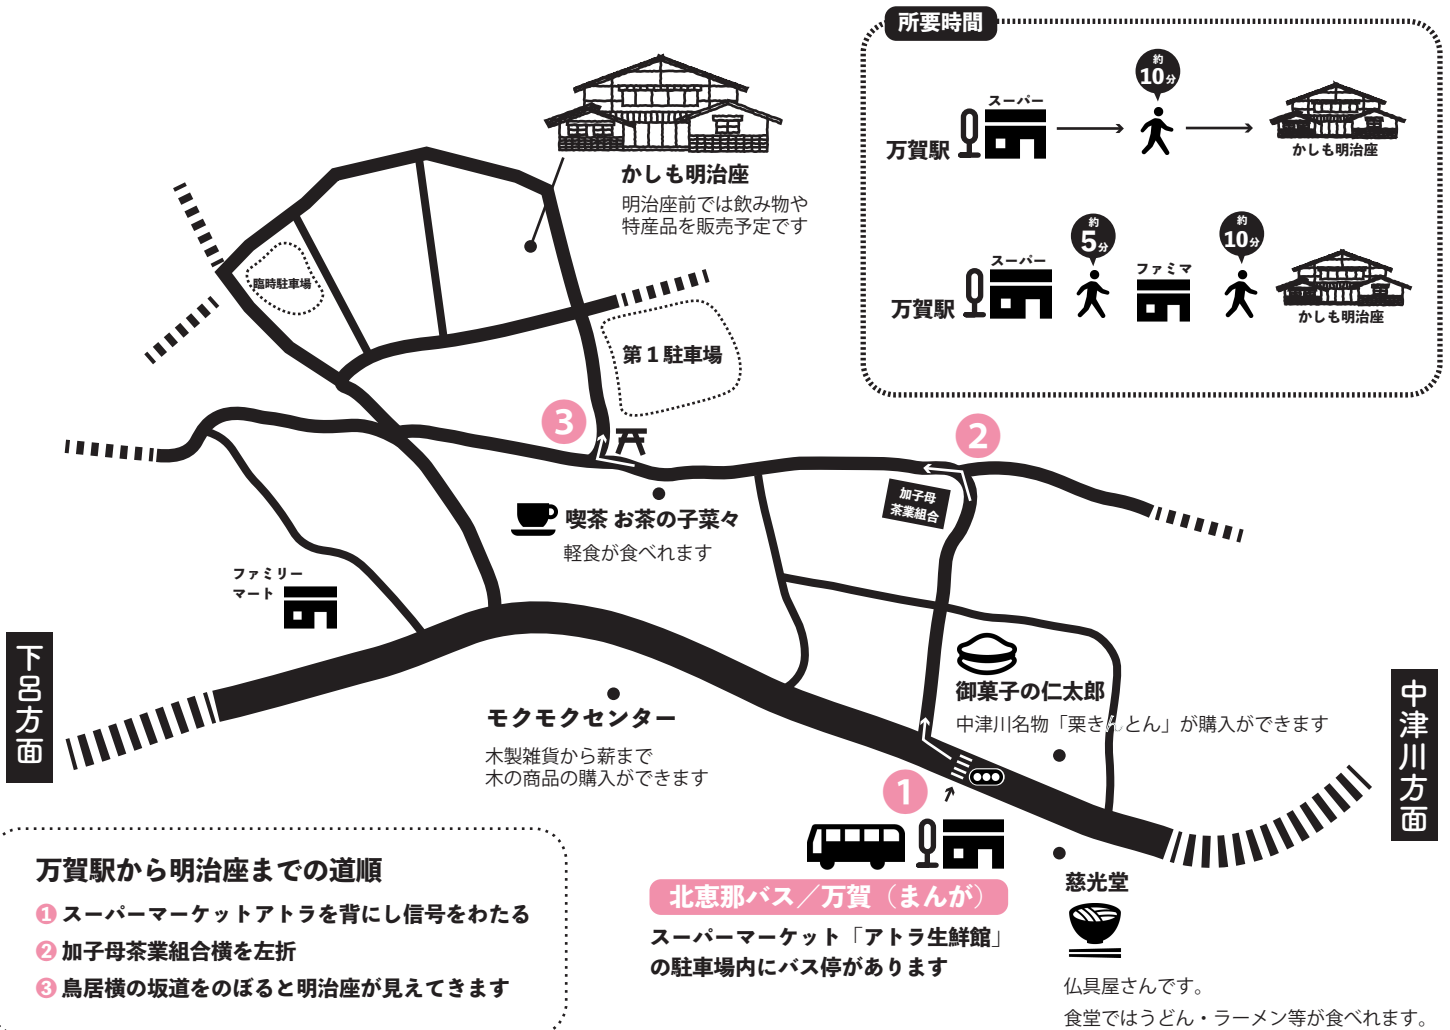 所要時間
約
10分
スーパー
万賀駅
かしも明治座
約
5分
約
10分
スーパー
ファミマ
万賀駅
かしも明治座
かしも明治座
明治座前では飲み物や
特産品を販売予定です
臨時駐車場
第1駐車場
3
2
加子母
茶業組合
喫茶 お茶の子菜々
軽食が食べれます
ファミリー
マート
下呂方面
中津川方面
御菓子の仁太郎
中津川名物「栗きんとん」が購入ができます
モクモクセンター
木製雑貨から薪まで
木の商品の購入ができます
1
北恵那バス/万賀(まんが)
スーパーマーケット「アトラ生鮮館」
の駐車場内にバス停があります
慈光堂
仏具屋さんです。
食堂ではうどん・ラーメン等が食べれます。
万賀駅から明治座までの道順
1 スーパーマーケットアトラを背にし信号をわたる
2 加子母茶業組合横を左折
3 鳥居横の坂道をのぼると明治座が見えてきます